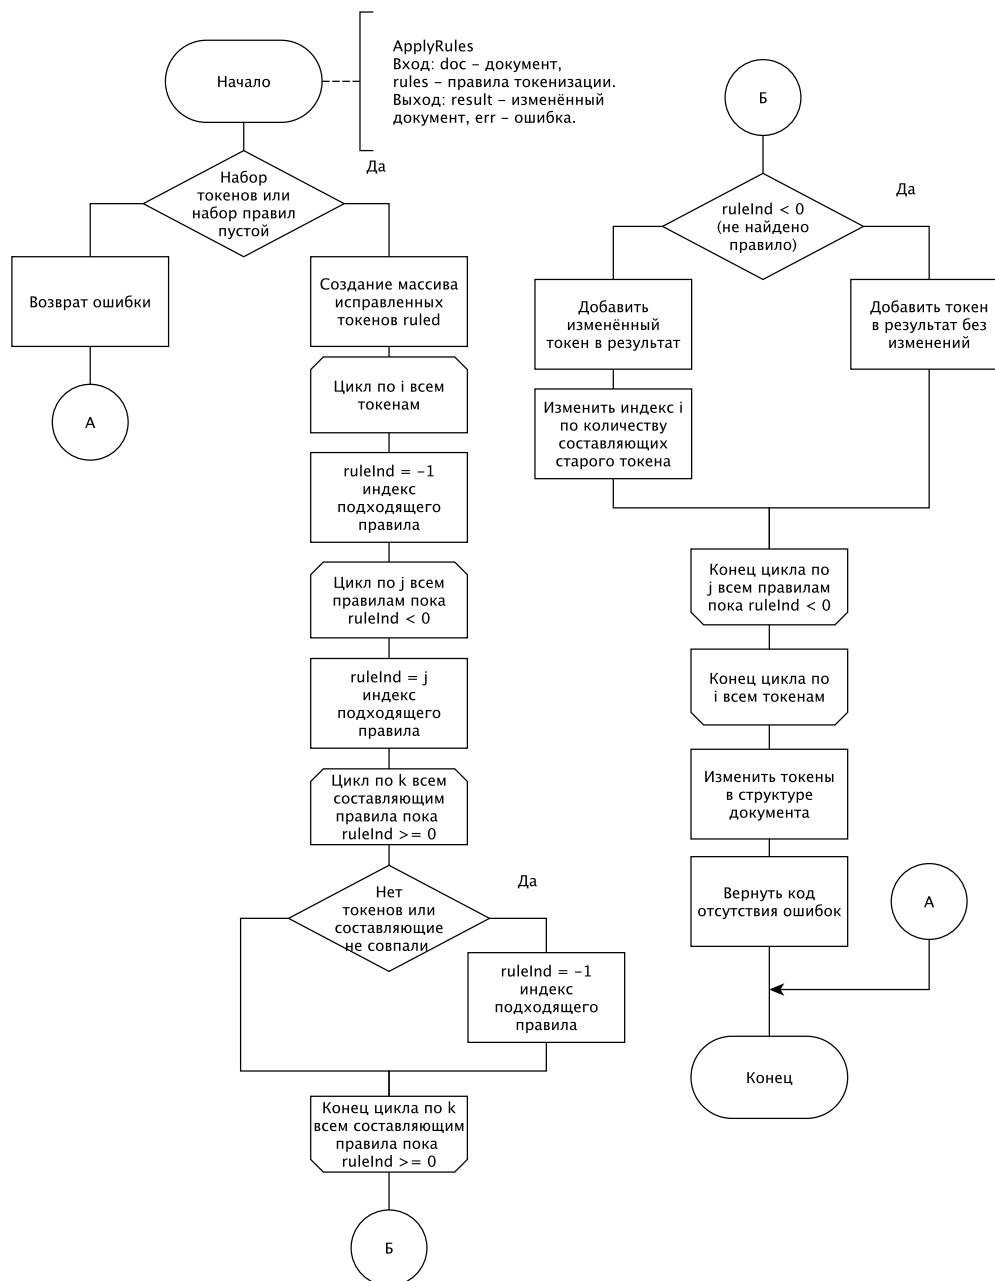 Начало
ApplyRules
Вход: doc – документ,
rules – правила токенизации.
Выход: result – изменённый
документ, err – ошибка.
Да
Набор
токенов или
набор правил
пустой
Возврат ошибки
А
Создание массива
исправленных
токенов ruled
Цикл по i всем
токенам
ruleInd = -1
индекс
подходящего
правила
Цикл по j всем
правилам пока
ruleInd < 0
ruleInd = j
индекс
подходящего
правила
Цикл по k всем
составляющим
правила пока
ruleInd >= 0
Нет
токенов или
составляющие
не совпали
Да
ruleInd = -1
индекс
подходящего
правила
Конец цикла по k
всем составляющим
правила пока
ruleInd >= 0
Б
Б
ruleInd < 0
(не найдено
правило)
Да
Добавить
изменённый
токен в результат
Добавить токен
в результат без
изменений
Изменить индекс i
по количеству
составляющих
старого токена
Конец цикла по
j всем правилам
пока ruleInd < 0
Конец цикла по
i всем токенам
Изменить токены
в структуре
документа
Вернуть код
отсутствия ошибок
А
Конец